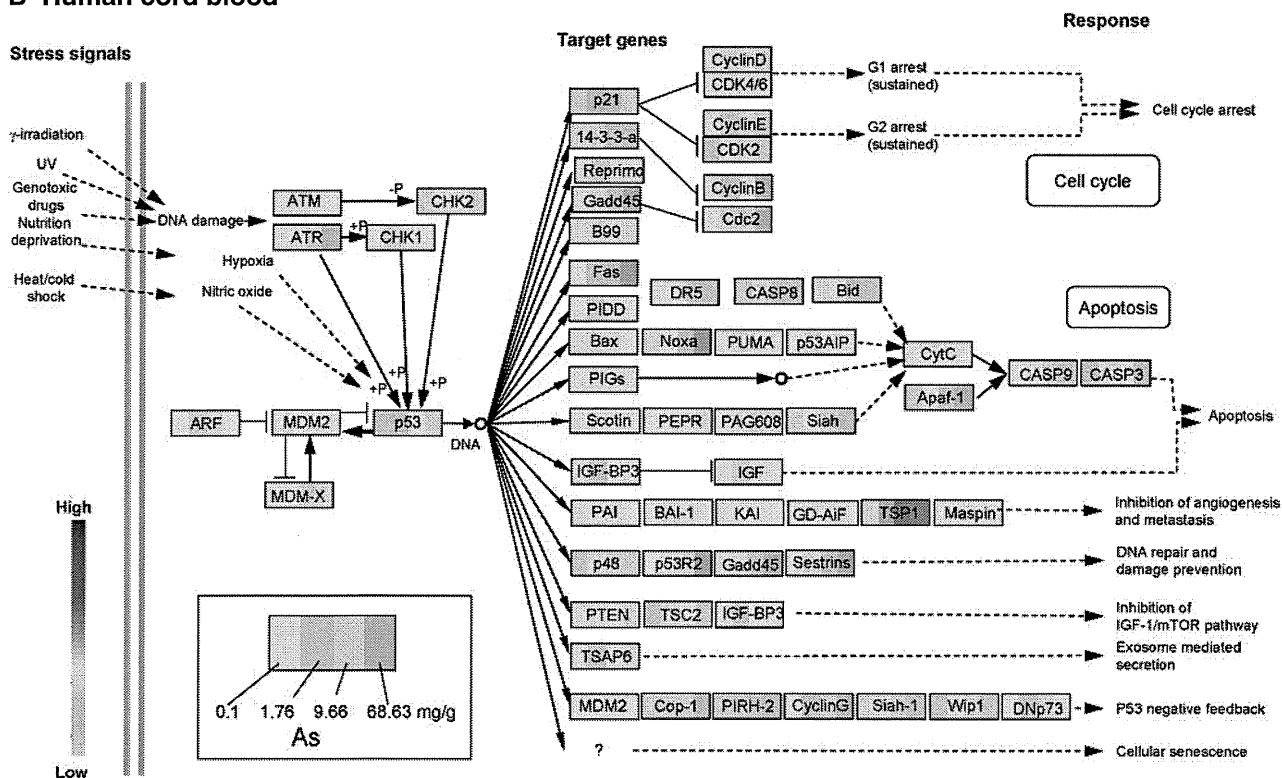 B Human cord blood
Response
Stress signals
Target genes
CyclinD
CDK4/6
G1 arrest
(sustained)
p21
Cell cycle arrest
γ-irradiation
14-3-3-a
CyclinE
CDK2
G2 arrest
(sustained)
UV
Genotoxic
drugs
Nutrition
deprivation
DNA damage
ATM
-P
CHK2
Reprimo
CyclinB
Cell cycle
Gadd45
Cdc2
ATR
+P
CHK1
B99
Hypoxia
Heat/cold
shock
Nitric oxide
Fas
DR5
CASP8
Bid
PIDD
Apoptosis
Bax
Noxa
PUMA
p53AIP
CytC
+P
+P
+P
PIGs
CASP9
CASP3
Apaf-1
ARF
MDM2
p53
DNA
Scotin
PEPR
PAG608
Siah
Apoptosis
IGF-BP3
IGF
MDM-X
High
PAI
BAI-1
KAI
GD-AiF
TSP1
Maspin
Inhibition of angiogenesis
and metastasis
p48
p53R2
Gadd45
Sestrins
DNA repair and
damage prevention
PTEN
TSC2
IGF-BP3
Inhibition of
IGF-1/mTOR pathway
TSAP6
Exosome mediated
secretion
0.1 1.76 9.66 68.63 mg/g
As
MDM2
Cop-1
PIRH-2
CyclinG
Siah-1
Wip1
DNp73
P53 negative feedback
?
Cellular senescence
Low